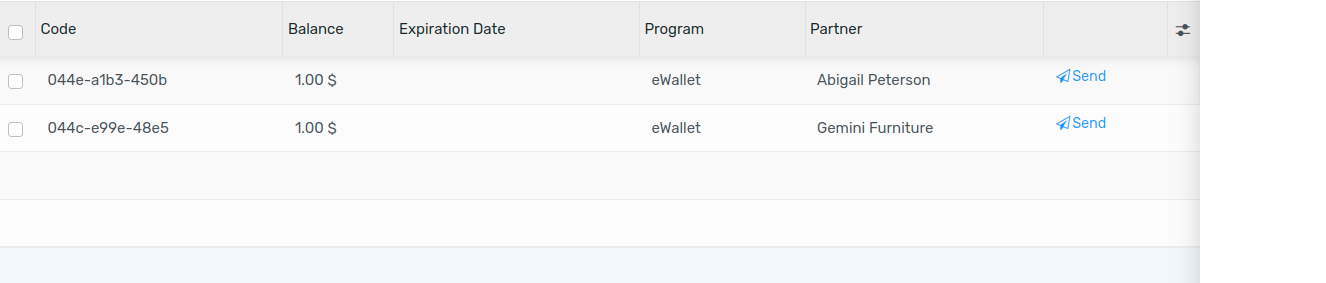 Code Balance Expiration Date Program Partner
044e-a1b3-450b 1.00 $ eWallet Abigail Peterson Send
044c-e99e-48e5 1.00 $ eWallet Gemini Furniture Send